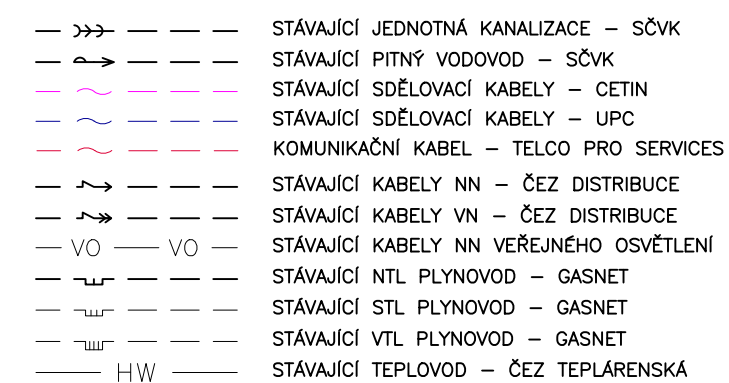 STÁVAJÍCÍ JEDNOTNÁ KANALIZACE – SČVK
STÁVAJÍCÍ PITNÝ VODOVOD – SČVK
STÁVAJÍCÍ SDĚLOVACÍ KABELY – CETIN
STÁVAJÍCÍ SDĚLOVACÍ KABELY – UPC
KOMUNIKAČNÍ KABEL – TELCO PRO SERVICES
STÁVAJÍCÍ KABELY NN – ČEZ DISTRIBUCE
STÁVAJÍCÍ KABELY VN – ČEZ DISTRIBUCE
VO VO STÁVAJÍCÍ KABELY NN VEŘEJNÉHO OSVĚTLENÍ
STÁVAJÍCÍ NTL PLYNOVOD – GASNET
STÁVAJÍCÍ STL PLYNOVOD – GASNET
STÁVAJÍCÍ VTL PLYNOVOD – GASNET
HW STÁVAJÍCÍ TEPLOVOD – ČEZ TEPLÁRENSKÁ